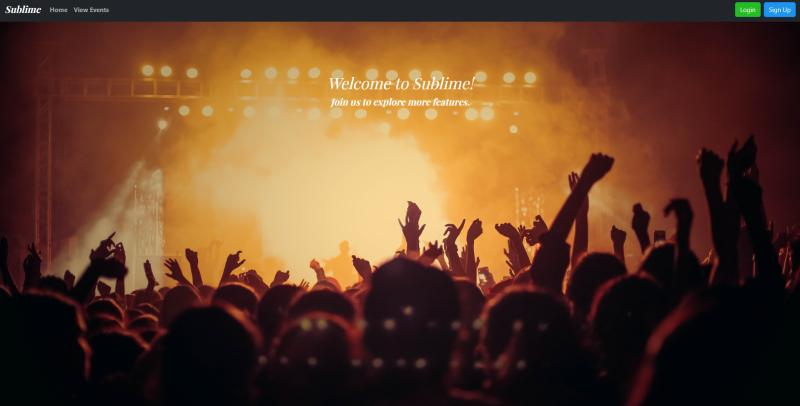 Sublime Home View Events Login Sign Up
Welcome to Sublime!
Join us to explore more features.